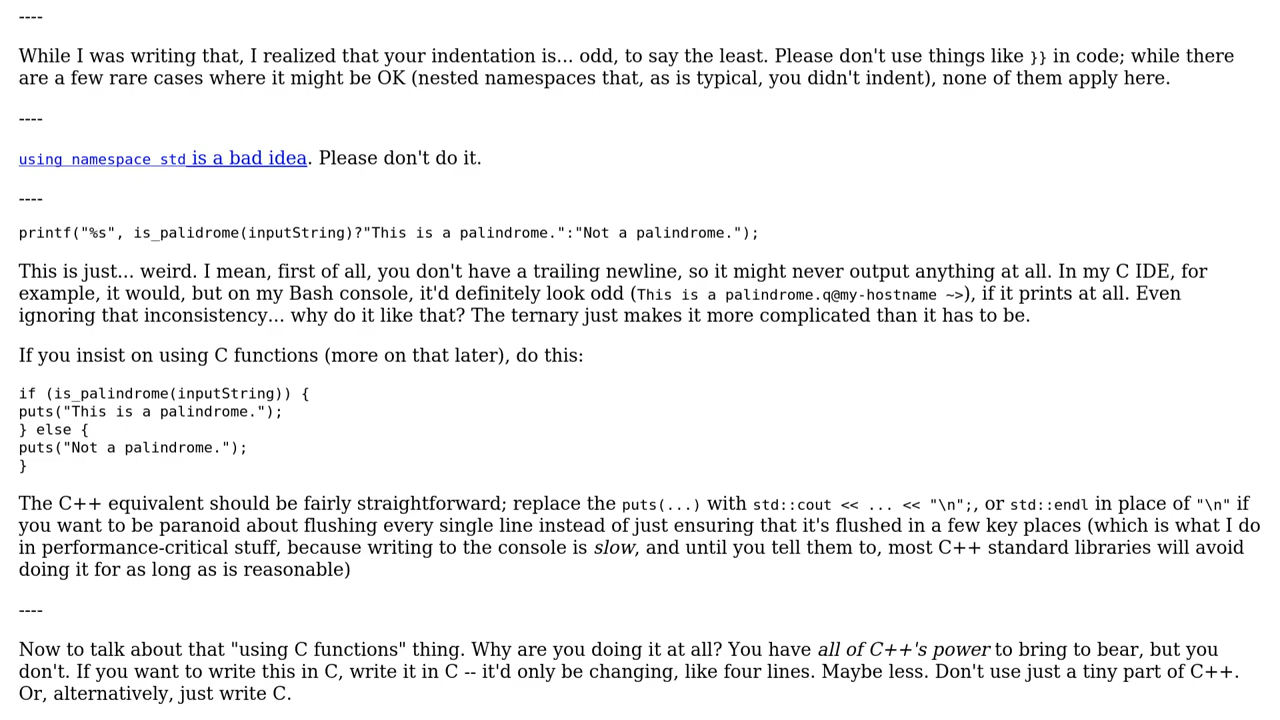 ----
While I was writing that, I realized that your indentation is... odd, to say the least. Please don't use things like }} in code; while there
are a few rare cases where it might be OK (nested namespaces that, as is typical, you didn't indent), none of them apply here.
----
using namespace std is a bad idea. Please don't do it.
----
printf("%s", is_palidrome(inputString)?"This is a palindrome.":"Not a palindrome.");
This is just... weird. I mean, first of all, you don't have a trailing newline, so it might never output anything at all. In my C IDE, for
example, it would, but on my Bash console, it'd definitely look odd (This is a palindrome.q@my-hostname ~>), if it prints at all. Even
ignoring that inconsistency... why do it like that? The ternary just makes it more complicated than it has to be.
If you insist on using C functions (more on that later), do this:
if (is_palindrome(inputString)) {
puts("This is a palindrome.");
} else {
puts("Not a palindrome.");
}
The C++ equivalent should be fairly straightforward; replace the puts(...) with std::cout << ... << "\n";, or std::endl in place of "\n" if
you want to be paranoid about flushing every single line instead of just ensuring that it's flushed in a few key places (which is what I do
in performance-critical stuff, because writing to the console is slow, and until you tell them to, most C++ standard libraries will avoid
doing it for as long as is reasonable)
----
Now to talk about that "using C functions" thing. Why are you doing it at all? You have all of C++'s power to bring to bear, but you
don't. If you want to write this in C, write it in C -- it'd only be changing, like four lines. Maybe less. Don't use just a tiny part of C++.
Or, alternatively, just write C.